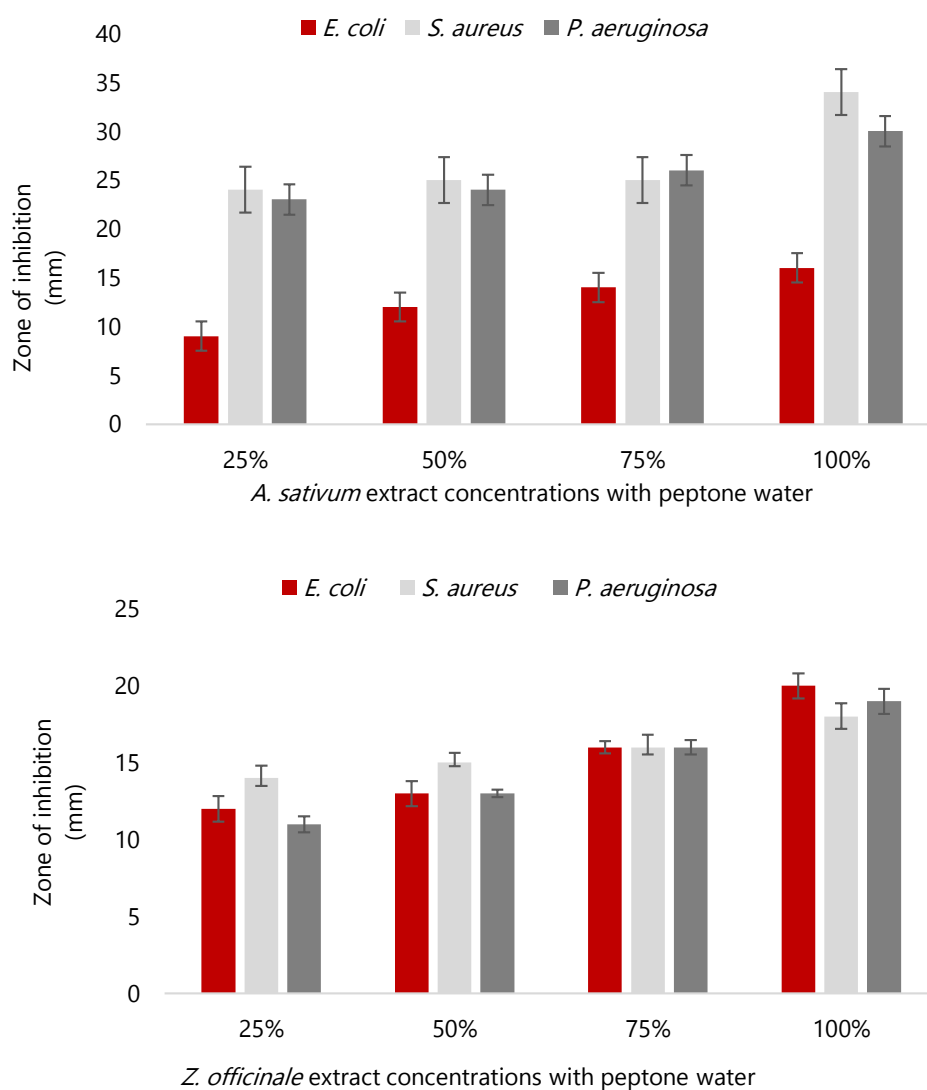 E. coli S. aureus P. aeruginosa
40
35
30
25
20
15
10
5
0
Zone of inhibition
(mm)
25% 50% 75% 100%
A. sativum extract concentrations with peptone water
E. coli S. aureus P. aeruginosa
25
20
15
10
5
0
Zone of inhibition
(mm)
25% 50% 75% 100%
Z. officinale extract concentrations with peptone water